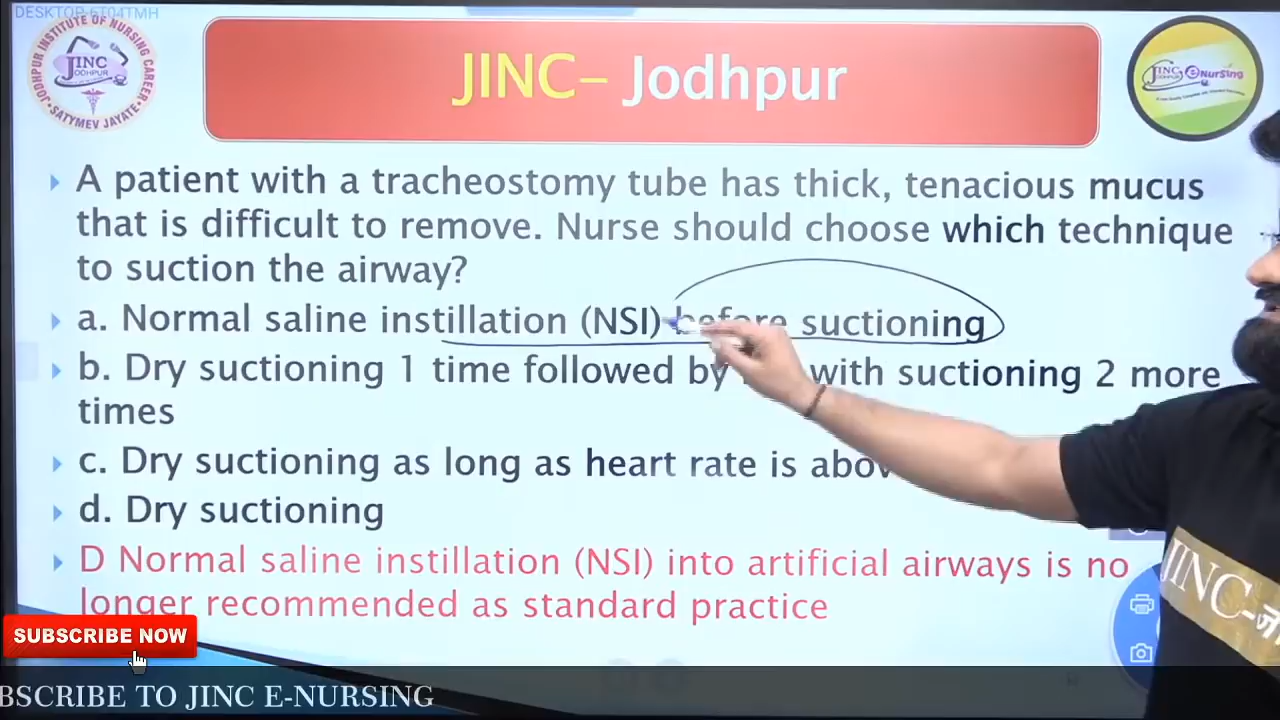 DESKTOP-6T04TMH
JODHPUR INSTITUTE OF NURSING CAREER
JINC
JODHPUR
SATYMEV JAYATE
JINC– Jodhpur
JINC eNursing
JODHPUR
A patient with a tracheostomy tube has thick, tenacious mucus
that is difficult to remove. Nurse should choose which technique
to suction the airway?
a. Normal saline instillation (NSI) before suctioning
b. Dry suctioning 1 time followed by with suctioning 2 more
times
c. Dry suctioning as long as heart rate is abov
d. Dry suctioning
D Normal saline instillation (NSI) into artificial airways is no
longer recommended as standard practice
JINC-ज
SUBSCRIBE NOW
BSCRIBE TO JINC E-NURSING